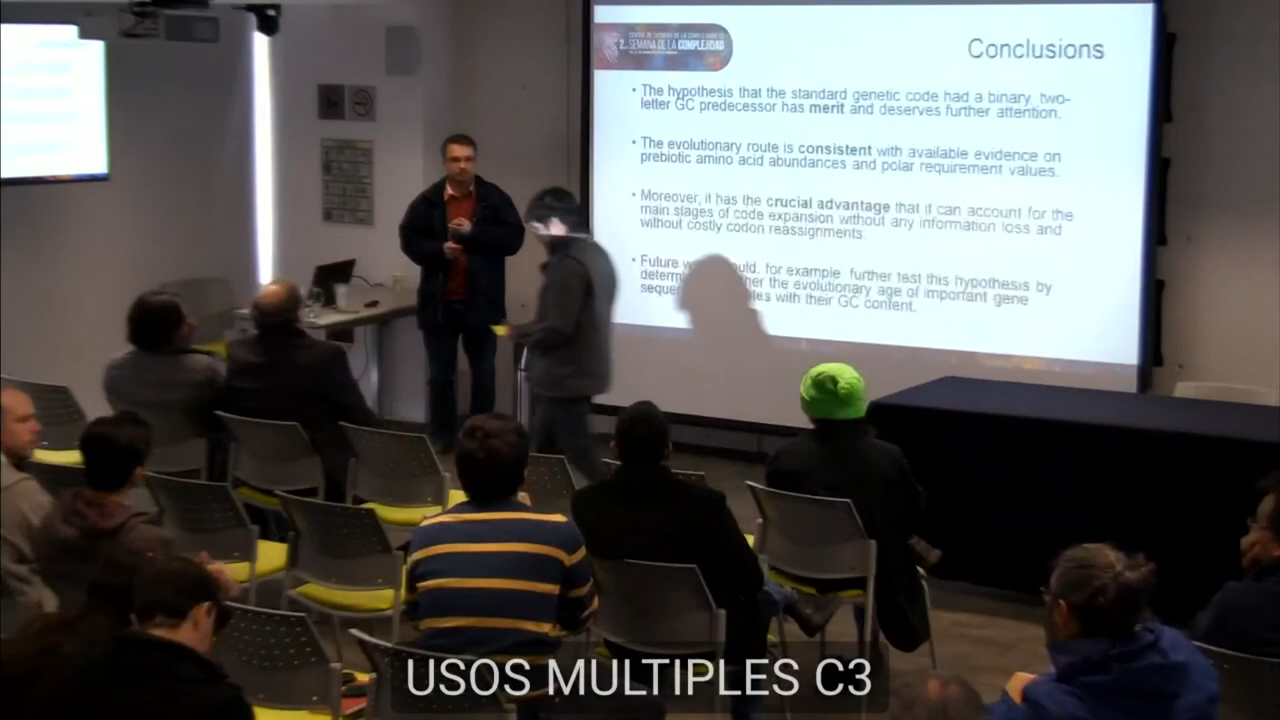 2da SEMANA DE LA COMPLEJIDAD
Conclusions
• The hypothesis that the standard genetic code had a binary, two-
letter GC predecessor has merit and deserves further attention.
• The evolutionary route is consistent with available evidence on
prebiotic amino acid abundances and polar requirement values.
• Moreover, it has the crucial advantage that it can account for the
main stages of code expansion without any information loss and
without costly codon reassignments.
• Future for example further test this hypothesis by
the evolutionary age of important gene
with their GC content.
USOS MULTIPLES C3